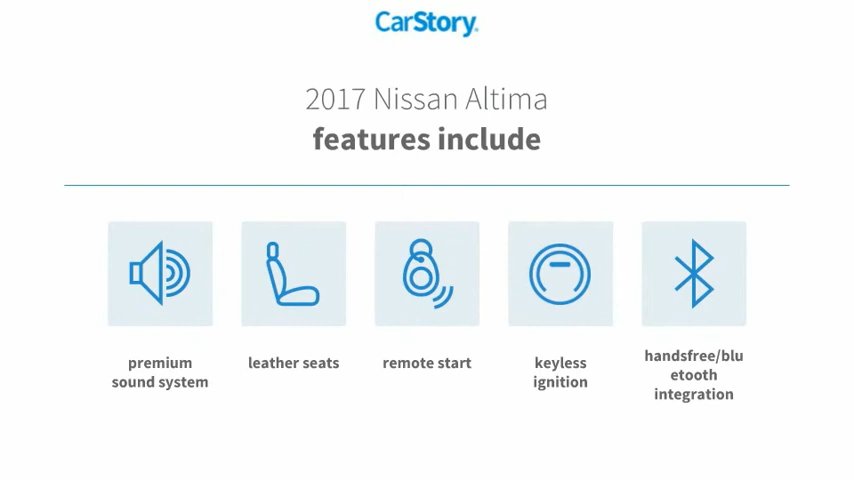 CarStory
2017 Nissan Altima
features include
premium
sound system
leather seats
remote start
keyless
ignition
handsfree/blu
etooth
integration